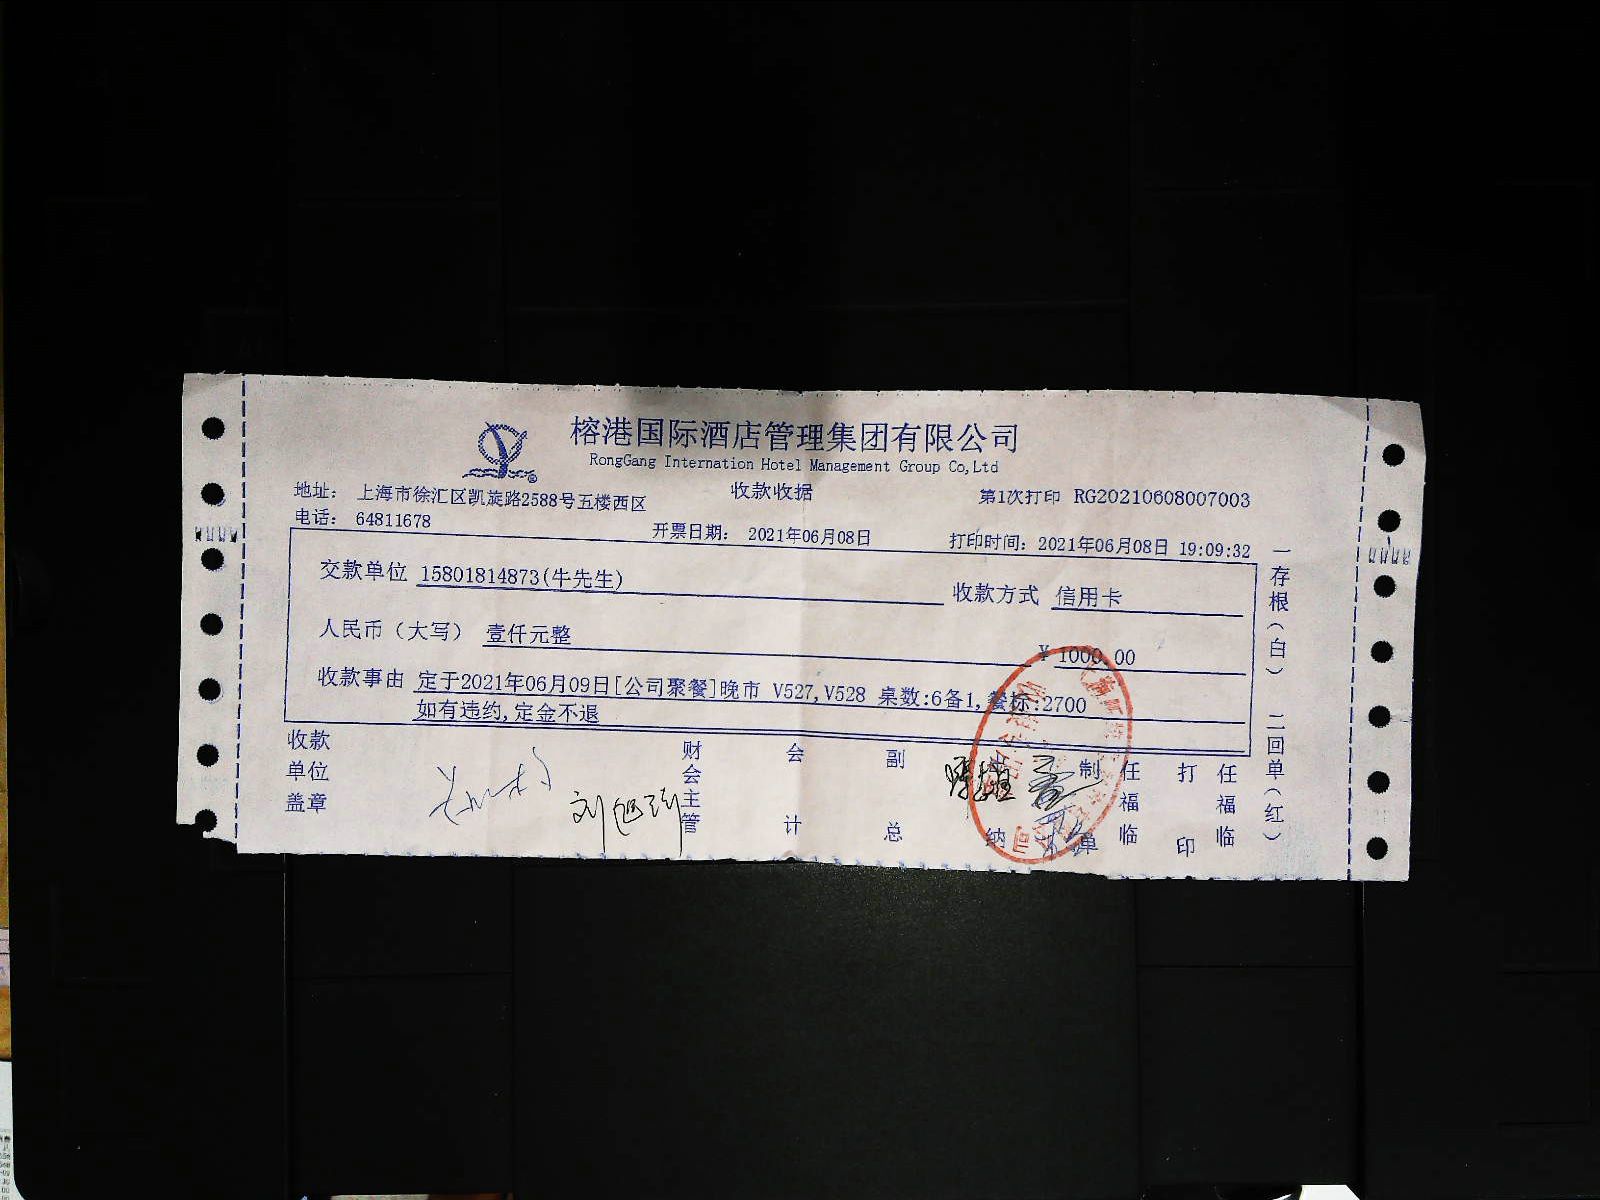 榕港国际酒店管理集团有限公司
RongGang Internation Hotel Management Group Co,Ltd
收款收据
地址： 上海市徐汇区凯旋路2588号五楼西区
第1次打印 RG20210608007003
电话： 64811678
开票日期： 2021年06月08日
打印时间：2021年06月08日 19:09:32
交款单位 15801814873(牛先生)
收款方式 信用卡
人民币（大写） 壹仟元整
￥ 1000.00
收款事由 定于2021年06月09日[公司聚餐]晚市 V527,V528 桌数:6备1,餐标:2700
如有违约,定金不退
收款单位盖章
刘
财会主管
会计
副总
纳
制单
任福临
打印
任福临
一存根（白） 二回单（红）